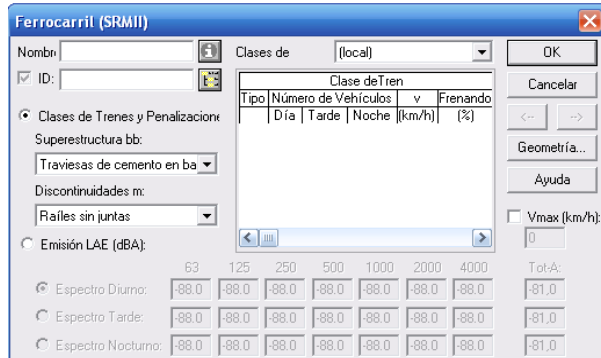 Ferrocarril (SRMII)
Nombr
Clases de
(local)
OK
ID:
Clase deTren
Cancelar
Tipo Número de Vehículos v Frenando
Día Tarde Noche (km/h) (%)
Clases de Trenes y Penalizacione
<-- -->
Superestructura bb:
Geometría...
Traviesas de cemento en ba
Ayuda
Discontinuidades m:
Raíles sin juntas
Vmax (km/h):
0
Emisión LAE (dBA):
63 125 250 500 1000 2000 4000 Tot-A:
Espectro Diurno: -88.0 -88.0 -88.0 -88.0 -88.0 -88.0 -88.0 -81,0
Espectro Tarde: -88.0 -88.0 -88.0 -88.0 -88.0 -88.0 -88.0 -81,0
Espectro Nocturno: -88.0 -88.0 -88.0 -88.0 -88.0 -88.0 -88.0 -81,0